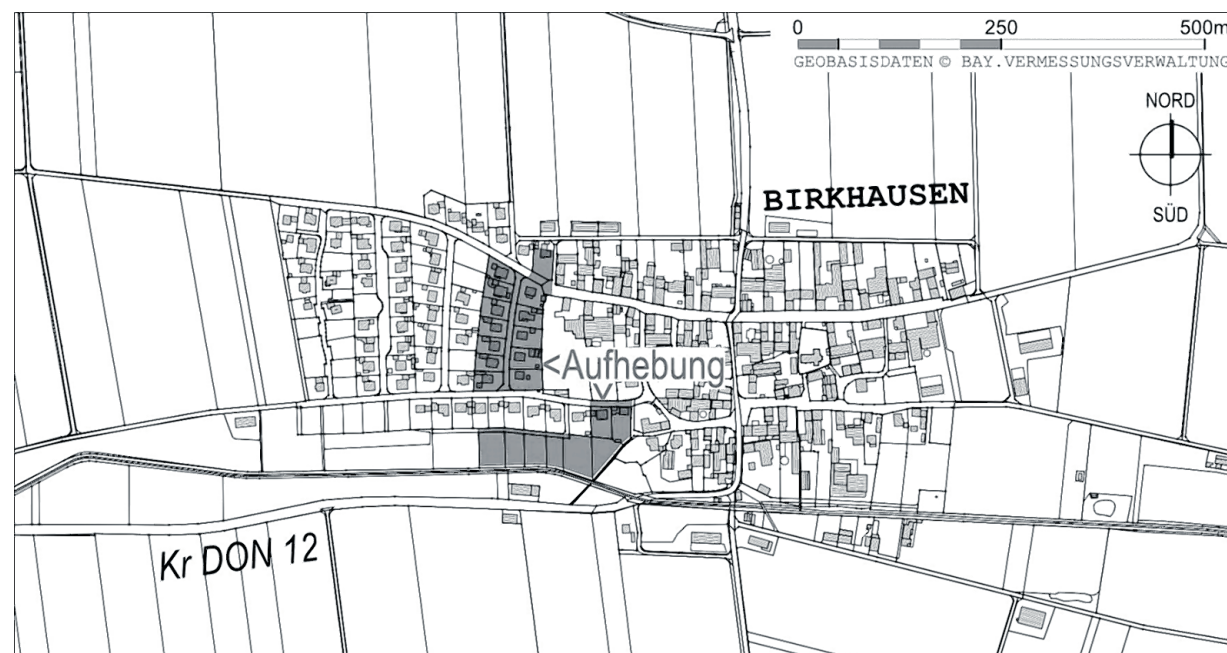 0 250 500m
GEOBASISDATEN © BAY.VERMESSUNGSVERWALTUNG
NORD
BIRKHAUSEN
SÜD
<Aufhebung
Kr DON 12